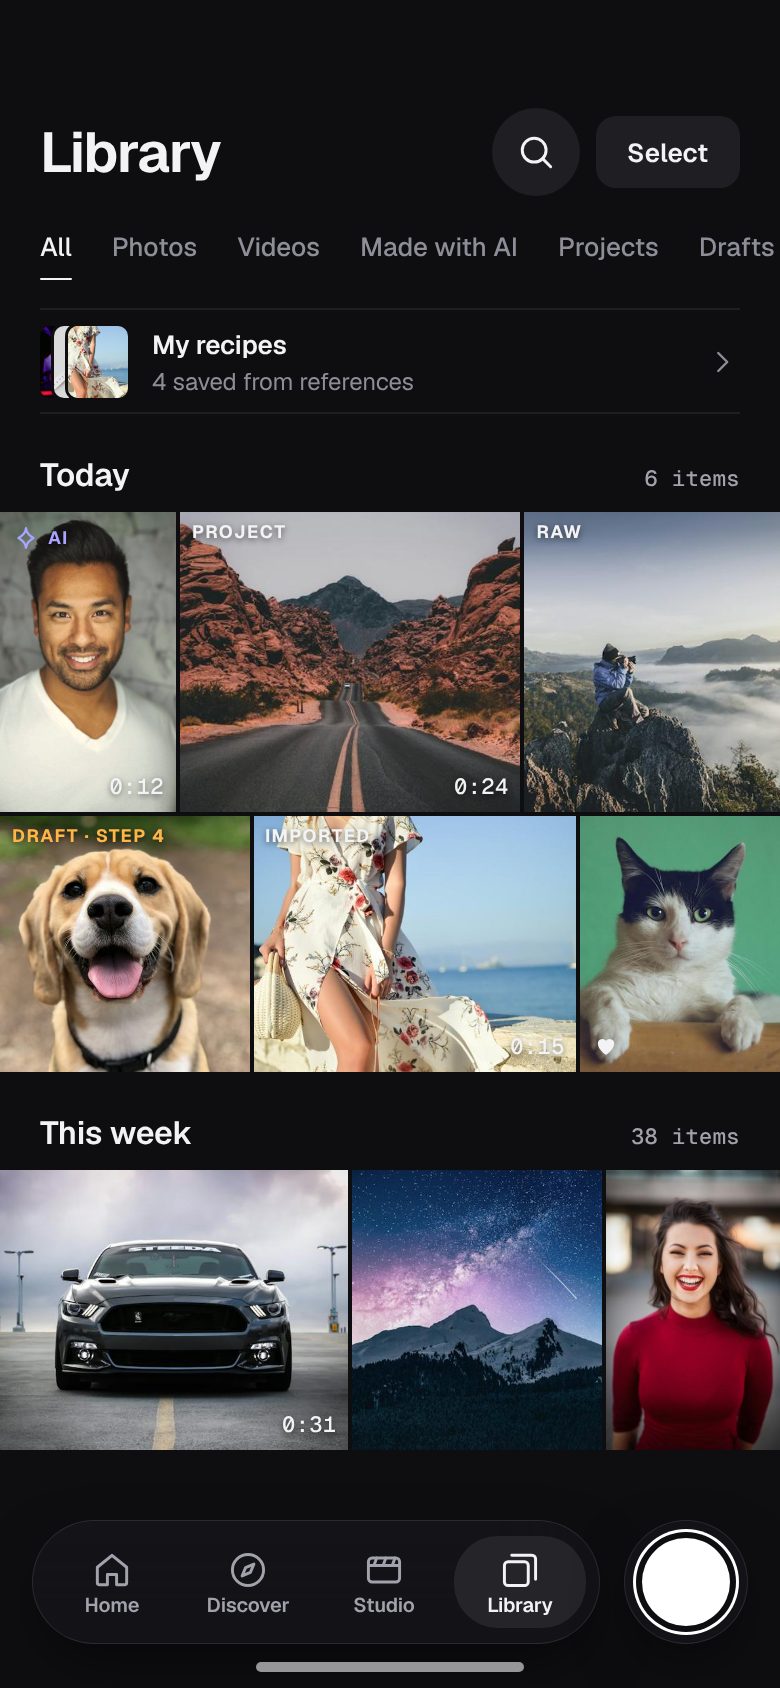 Library
Select
All Photos Videos Made with AI Projects Drafts
My recipes
4 saved from references
Today
6 items
AI
PROJECT
RAW
0:12
0:24
DRAFT · STEP 4
IMPORTED
0:15
This week
38 items
STEEDA
0:31
Home Discover Studio Library